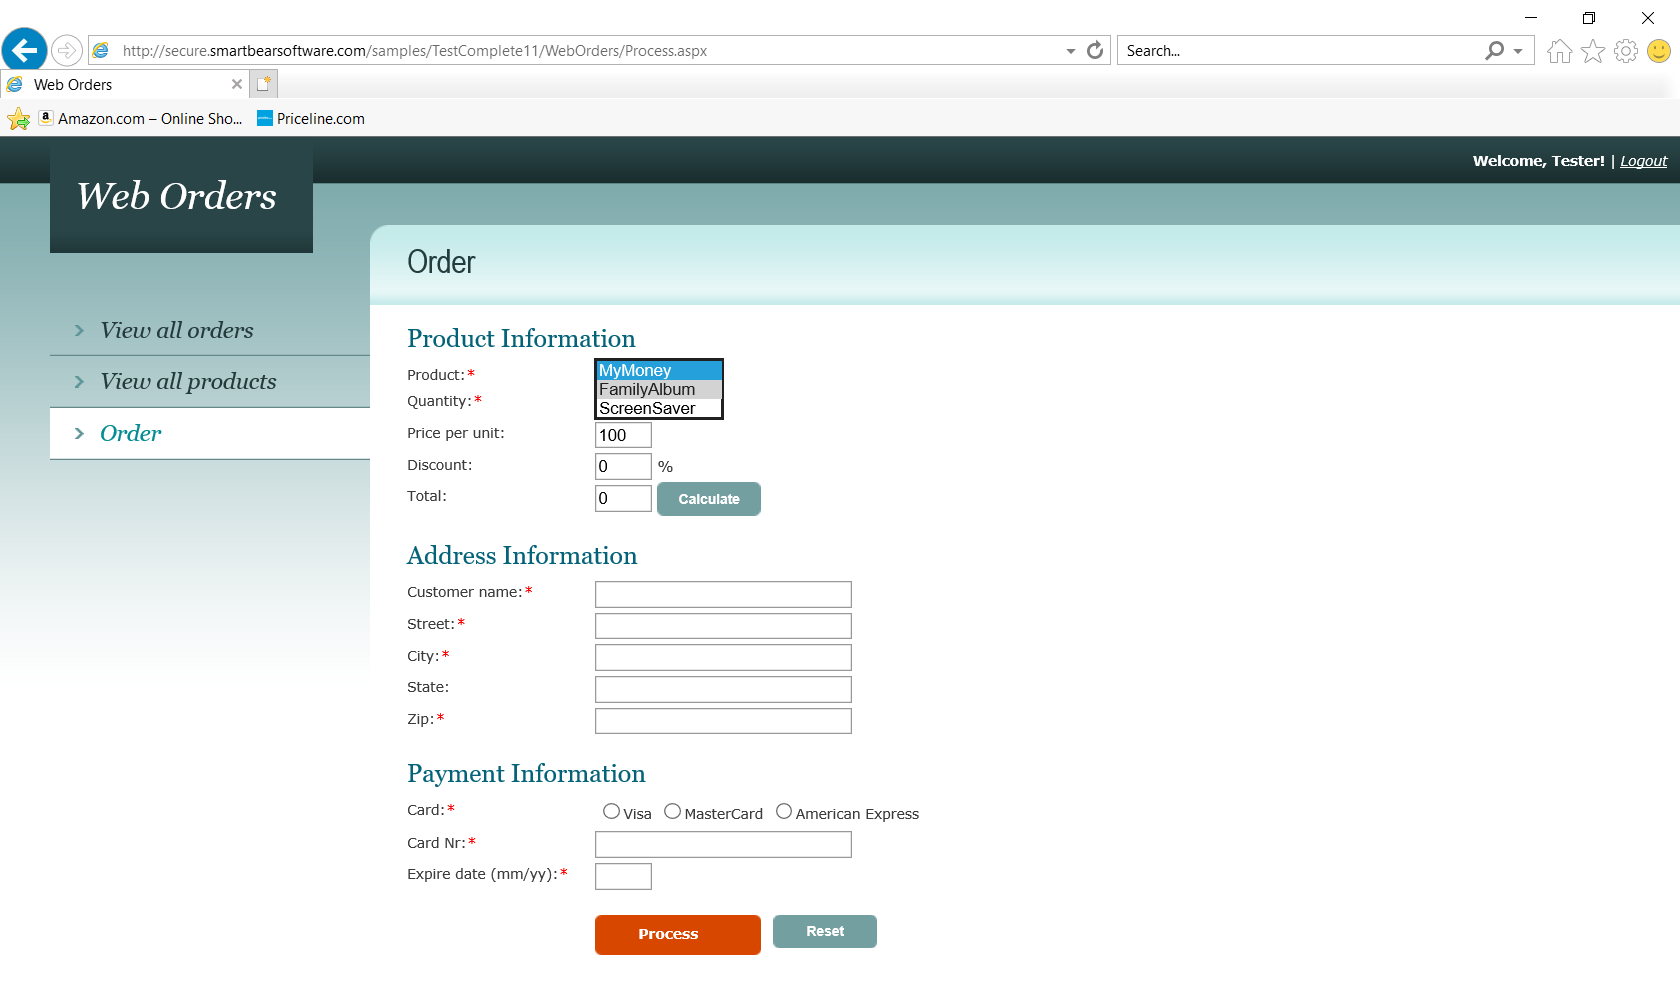 http://secure.smartbearsoftware.com/samples/TestComplete11/WebOrders/Process.aspx
Search...
Web Orders
Amazon.com – Online Sho...
Priceline.com
Welcome, Tester! | Logout
Web Orders
Order
View all orders
View all products
Order
Product Information
Product:*
MyMoney
FamilyAlbum
ScreenSaver
Quantity:*
Price per unit:
100
Discount:
0 %
Total:
0
Calculate
Address Information
Customer name:*
Street:*
City:*
State:
Zip:*
Payment Information
Card:*
Visa MasterCard American Express
Card Nr:*
Expire date (mm/yy):*
Process
Reset